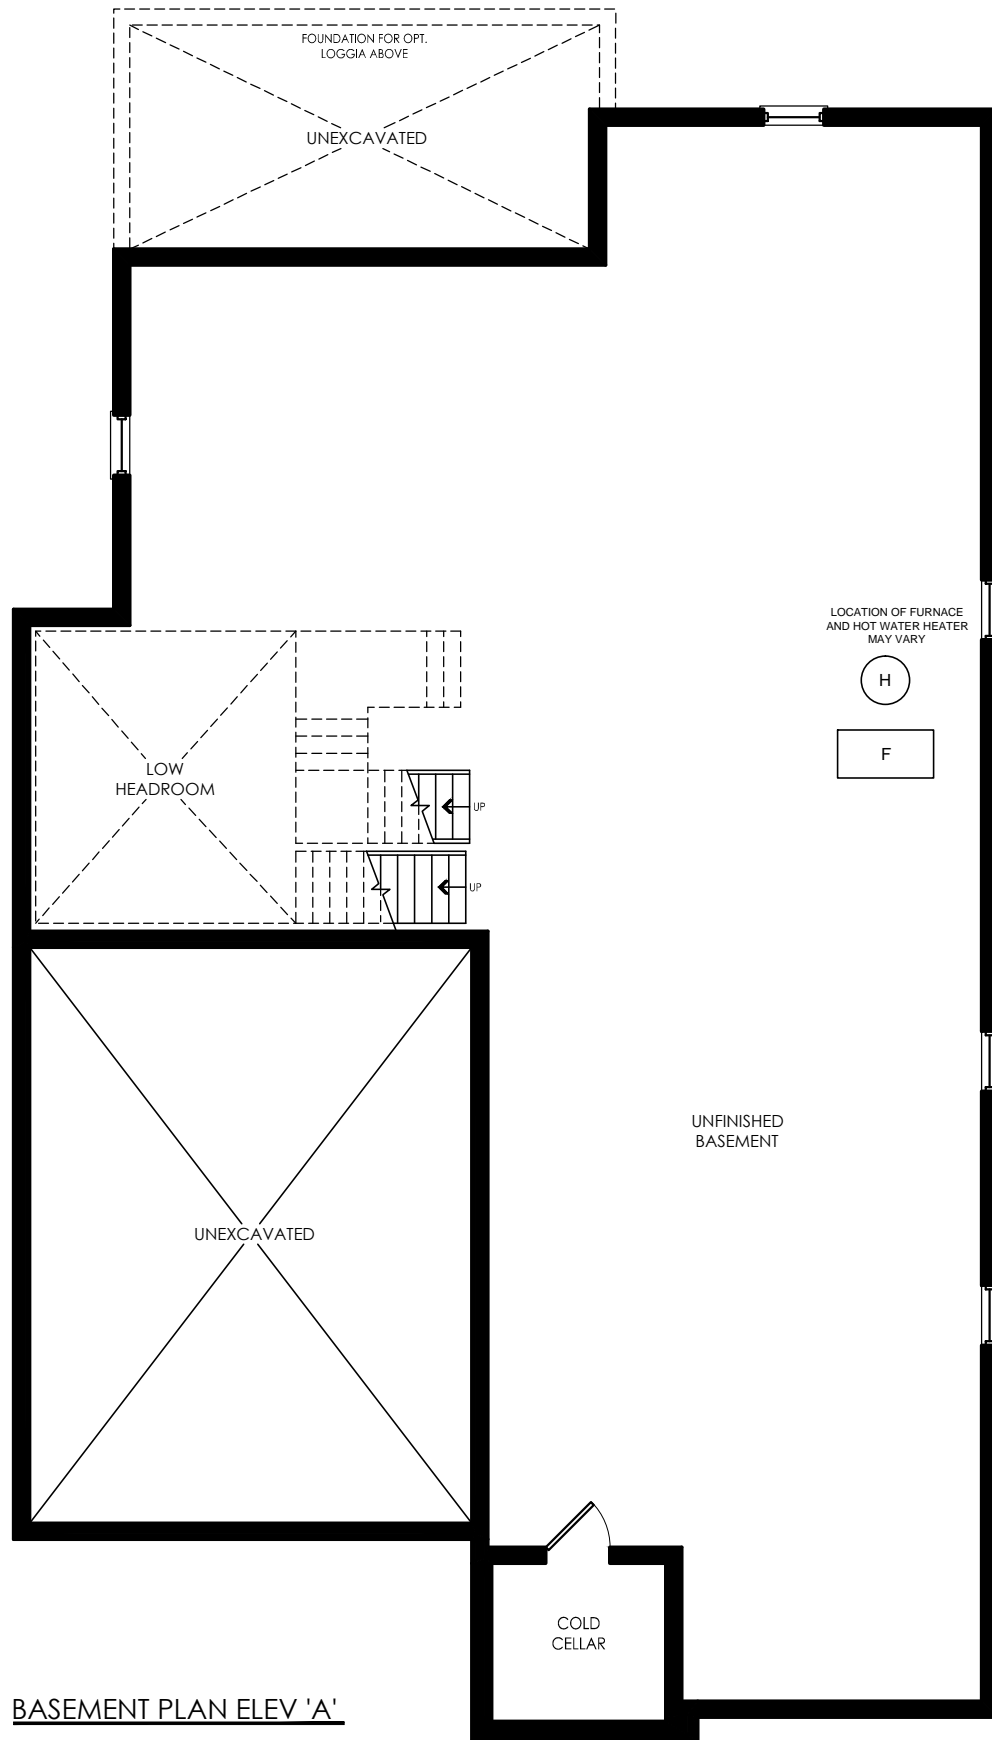 FOUNDATION FOR OPT.
LOGGIA ABOVE
UNEXCAVATED
LOCATION OF FURNACE
AND HOT WATER HEATER
MAY VARY
H
F
LOW
HEADROOM
UP
UP
UNFINISHED
BASEMENT
UNEXCAVATED
COLD
CELLAR
BASEMENT PLAN ELEV 'A'